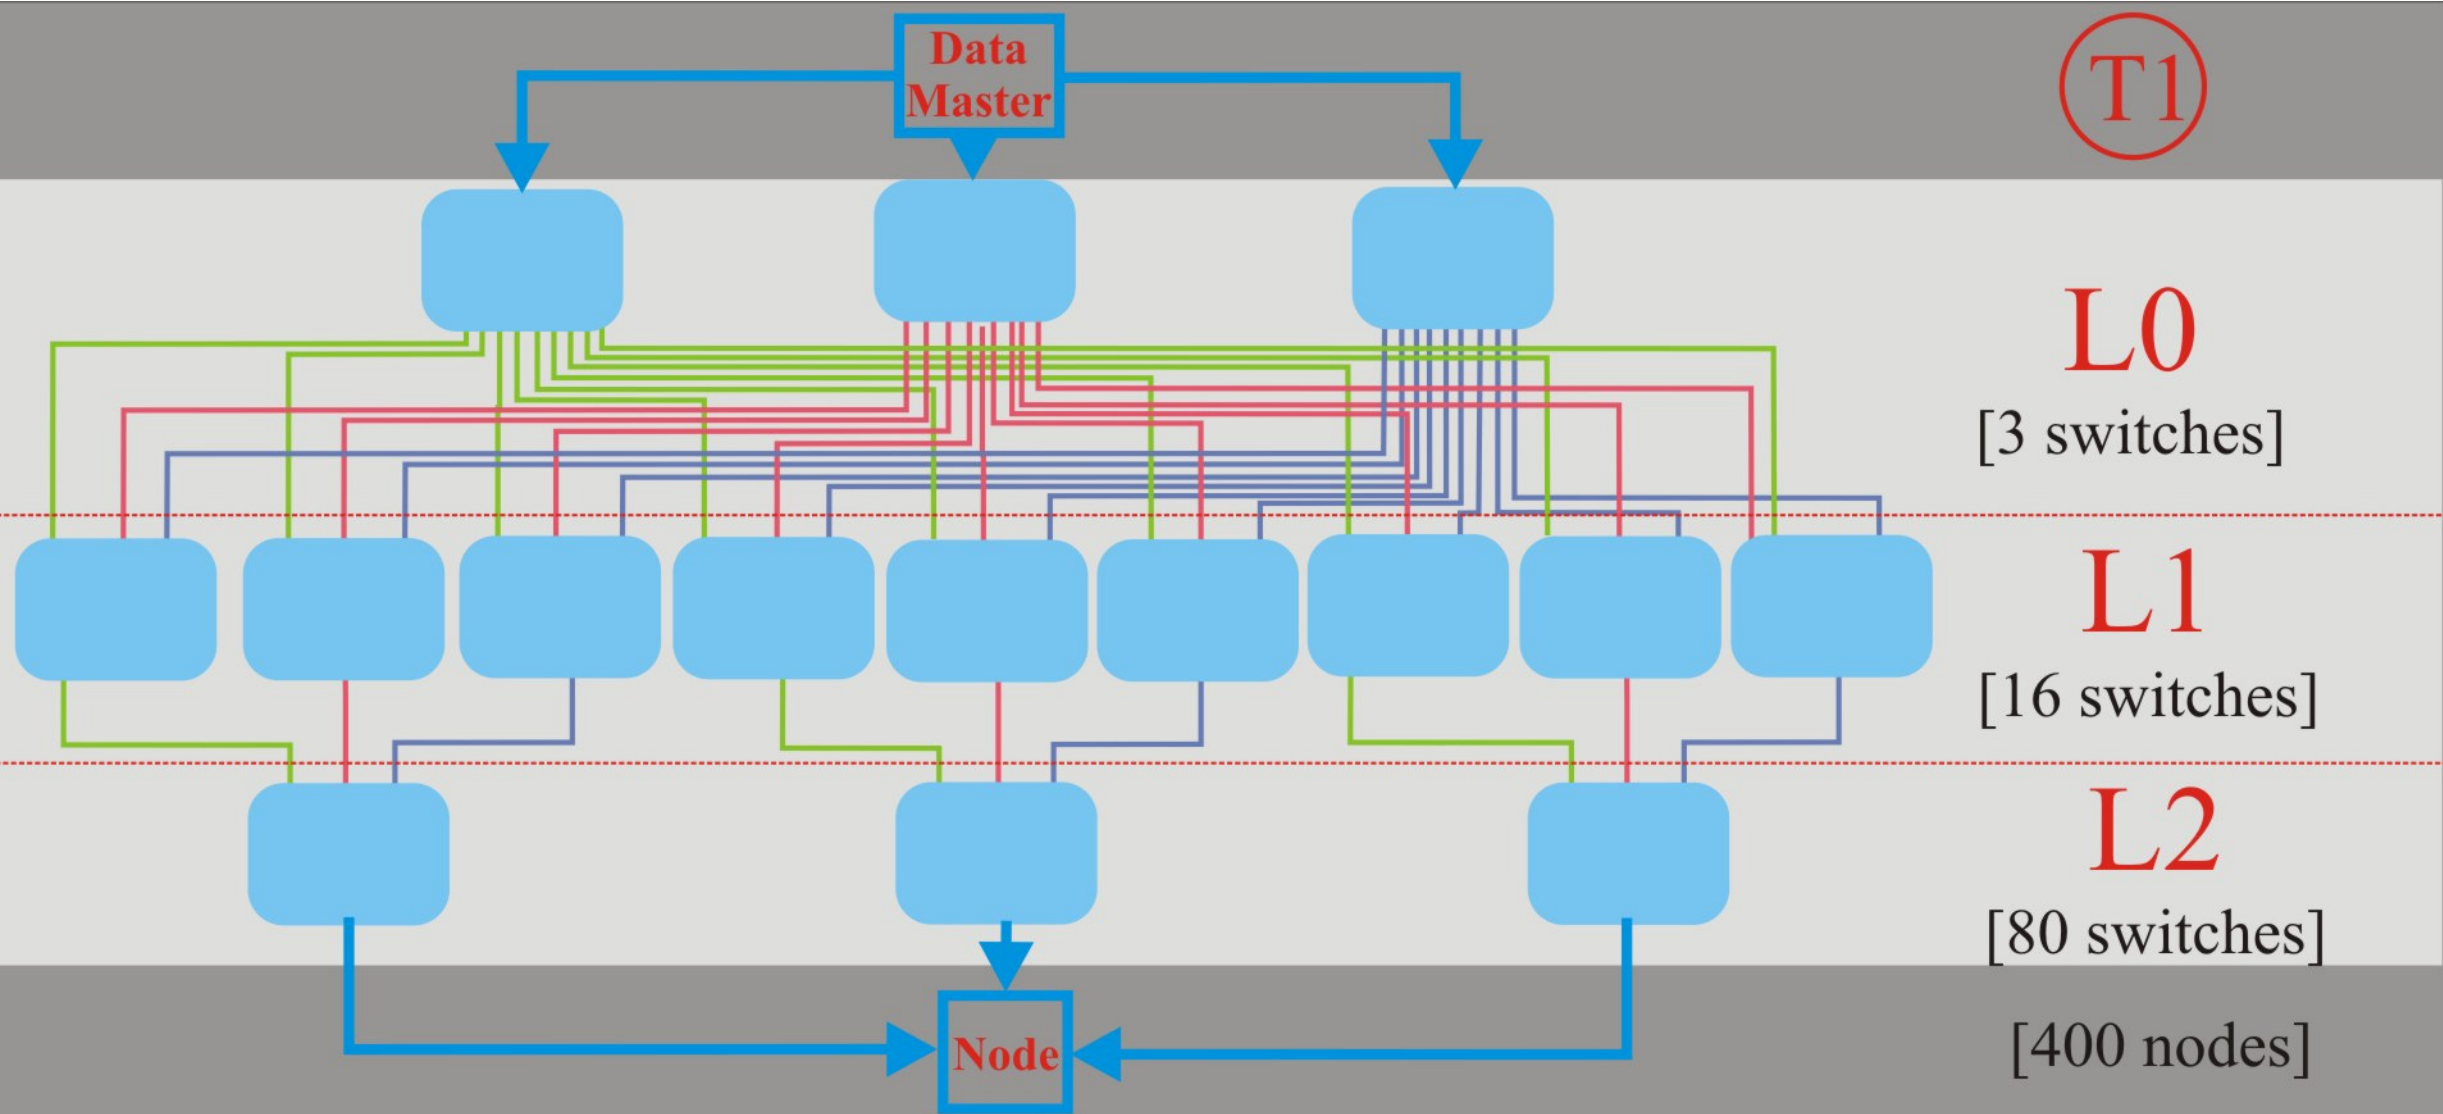 Data
Master
T1
L0
[3 switches]
L1
[16 switches]
L2
[80 switches]
Node
[400 nodes]